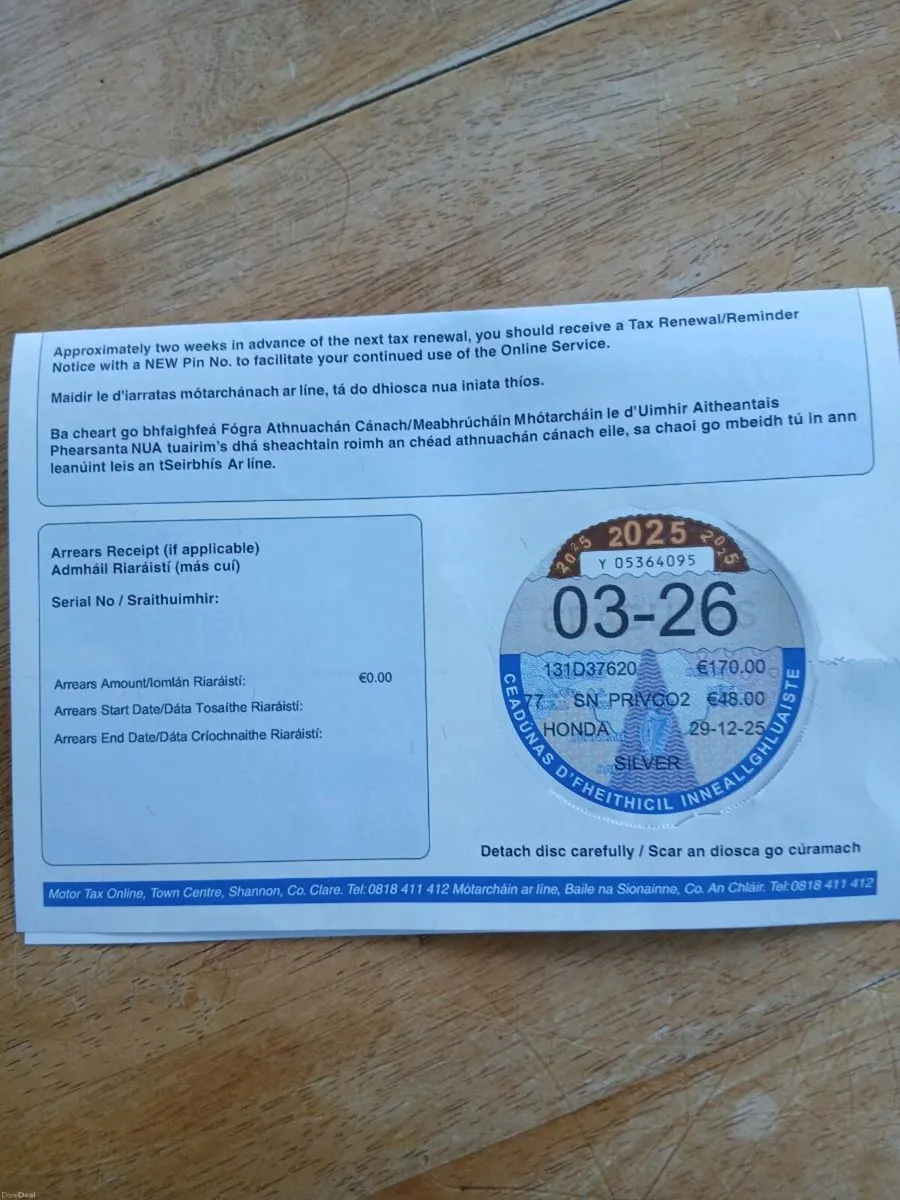 Approximately two weeks in advance of the next tax renewal, you should receive a Tax Renewal/Reminder
Notice with a NEW Pin No. to facilitate your continued use of the Online Service.
Maidir le d'iarratas mótarchánach ar líne, tá do dhiosca nua iniata thíos.
Ba cheart go bhfaighfeá Fógra Athnuachán Cánach/Meabhrúcháin Mhótarcháin le d'Uimhir Aitheantais
Phearsanta NUA tuairim's dhá sheachtain roimh an chéad athnuachán cánach eile, sa chaoi go mbeidh tú in ann
leanúint leis an tSeirbhís Ar líne.
Arrears Receipt (if applicable)
Admháil Riaráistí (más cuí)
Serial No / Sraithuimhir:
Arrears Amount/Iomlán Riaráistí: €0.00
Arrears Start Date/Dáta Tosaithe Riaráistí:
Arrears End Date/Dáta Críochnaithe Riaráistí:
2025 2025 2025
Y 05364095
03-26
131D37620 €170.00
77 SN PRIVCO2 €48.00
HONDA 29-12-25
SILVER
CEADÚNAS D'FHEITHICIL INNEALLGHLUAISTE
Detach disc carefully / Scar an diosca go cúramach
Motor Tax Online, Town Centre, Shannon, Co. Clare. Tel:0818 411 412 Mótarcháin ar líne, Baile na Sionainne, Co. An Chláir. Tel:0818 411 412
DoneDeal